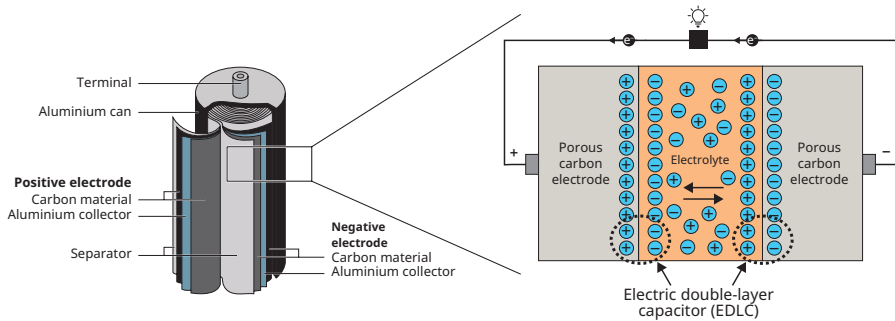 Terminal
Aluminium can
Positive electrode
Carbon material
Aluminium collector
Separator
Negative
electrode
Carbon material
Aluminium collector
e
e
+
−
Porous
carbon
electrode
Electrolyte
Porous
carbon
electrode
Electric double-layer
capacitor (EDLC)